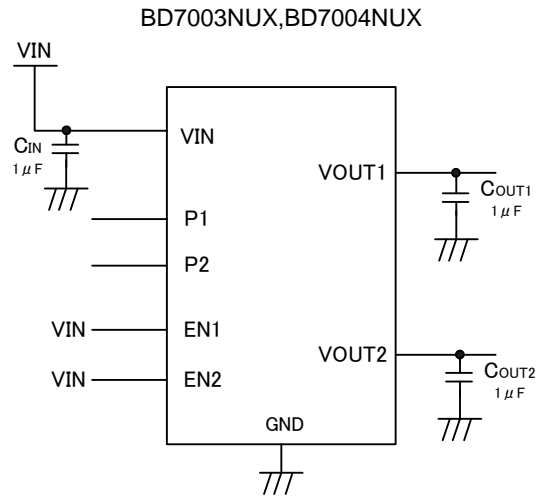 BD7003NUX,BD7004NUX
VIN
CIN
1μF
VIN
P1
P2
VIN
EN1
VIN
EN2
VOUT1
COUT1
1μF
VOUT2
COUT2
1μF
GND